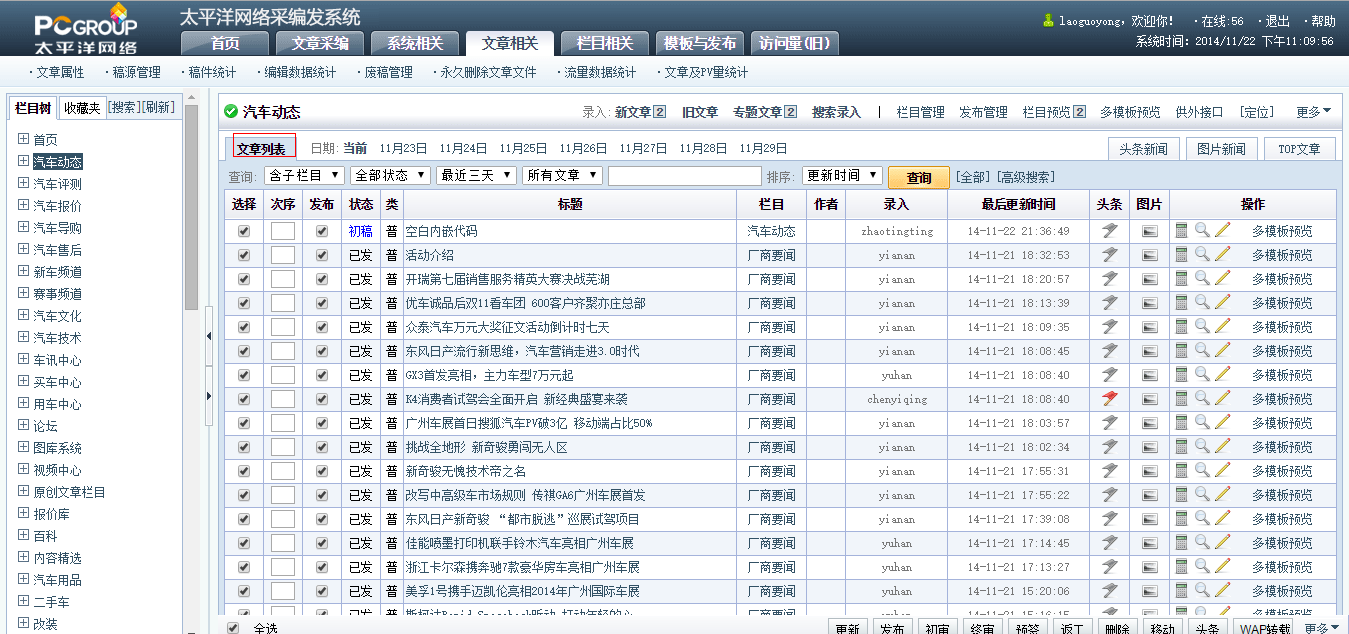 PCGROUP
太平洋网络
太平洋网络采编发系统
laoguoyong，欢迎你! ·在线:56 ·退出 ·帮助
系统时间: 2014/11/22 下午11:09:56
首页 文章采编 系统相关 文章相关 栏目相关 模板与发布 访问量(旧)
·文章属性 ·稿源管理 ·稿件统计 ·编辑数据统计 ·废稿管理 ·永久删除文章文件 ·流量数据统计 ·文章及PV量统计
栏目树 收藏夹 [搜索][刷新]
首页
汽车动态
汽车评测
汽车报价
汽车导购
汽车售后
新车频道
赛事频道
汽车文化
汽车技术
车讯中心
买车中心
用车中心
论坛
图库系统
视频中心
原创文章栏目
报价库
百科
内容精选
汽车用品
二手车
改装
汽车动态 录入: 新文章2 旧文章 专题文章2 搜索录入 | 栏目管理 发布管理 栏目预览2 多模板预览 供外接口 [定位] 更多
文章列表 日期: 当前 11月23日 11月24日 11月25日 11月26日 11月27日 11月28日 11月29日 头条新闻 图片新闻 TOP文章
查询: 含子栏目 全部状态 最近三天 所有文章 排序: 更新时间 查询 [全部] [高级搜索]
选择 次序 发布 状态 类 标题 栏目 作者 录入 最后更新时间 头条 图片 操作
初稿 普 空白内嵌代码 汽车动态 zhaotingting 14-11-22 21:36:49 多模板预览
已发 普 活动介绍 厂商要闻 yianan 14-11-21 18:32:53 多模板预览
已发 普 开瑞第七届销售服务精英大赛决战芜湖 厂商要闻 yianan 14-11-21 18:20:57 多模板预览
已发 普 优车诚品后双11看车团 600客户齐聚亦庄总部 厂商要闻 yianan 14-11-21 18:13:39 多模板预览
已发 普 众泰汽车万元大奖征文活动倒计时七天 厂商要闻 yianan 14-11-21 18:09:35 多模板预览
已发 普 东风日产流行新思维，汽车营销走进3.0时代 厂商要闻 yianan 14-11-21 18:08:45 多模板预览
已发 普 GX3首发亮相，主力车型7万元起 厂商要闻 yuhan 14-11-21 18:08:40 多模板预览
已发 普 K4消费者试驾会全面开启 新经典盛宴来袭 厂商要闻 chenyiqing 14-11-21 18:08:40 多模板预览
已发 普 广州车展首日搜狐汽车PV破3亿 移动端占比50% 厂商要闻 yianan 14-11-21 18:03:57 多模板预览
已发 普 挑战全地形 新奇骏勇闯无人区 厂商要闻 yianan 14-11-21 18:02:34 多模板预览
已发 普 新奇骏无愧技术帝之名 厂商要闻 yianan 14-11-21 17:55:31 多模板预览
已发 普 改写中高级车市场规则 传祺GA6广州车展首发 厂商要闻 yianan 14-11-21 17:55:22 多模板预览
已发 普 东风日产新奇骏 “都市脱逃”巡展试驾项目 厂商要闻 yianan 14-11-21 17:39:08 多模板预览
已发 普 佳能喷墨打印机联手铃木汽车亮相广州车展 厂商要闻 yuhan 14-11-21 17:14:45 多模板预览
已发 普 浙江卡尔森携奔驰7款豪华房车亮相广州车展 厂商要闻 yuhan 14-11-21 17:13:27 多模板预览
已发 普 美孚1号携手迈凯伦亮相2014年广州国际车展 厂商要闻 yuhan 14-11-21 15:20:06 多模板预览
已发 普 斯柯达Rapid Spaceback昕动 打动年轻的心 厂商要闻 yuhan 14-11-21 15:16:15 多模板预览
全选 更新 发布 初审 终审 预签 返工 删除 移动 头条 WAP转载 更多